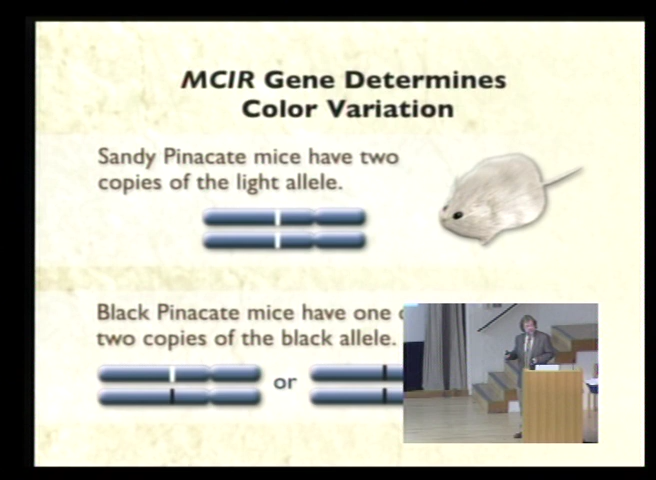 MC1R Gene Determines
Color Variation
Sandy Pinacate mice have two
copies of the light allele.
Black Pinacate mice have one
two copies of the black allele.
or